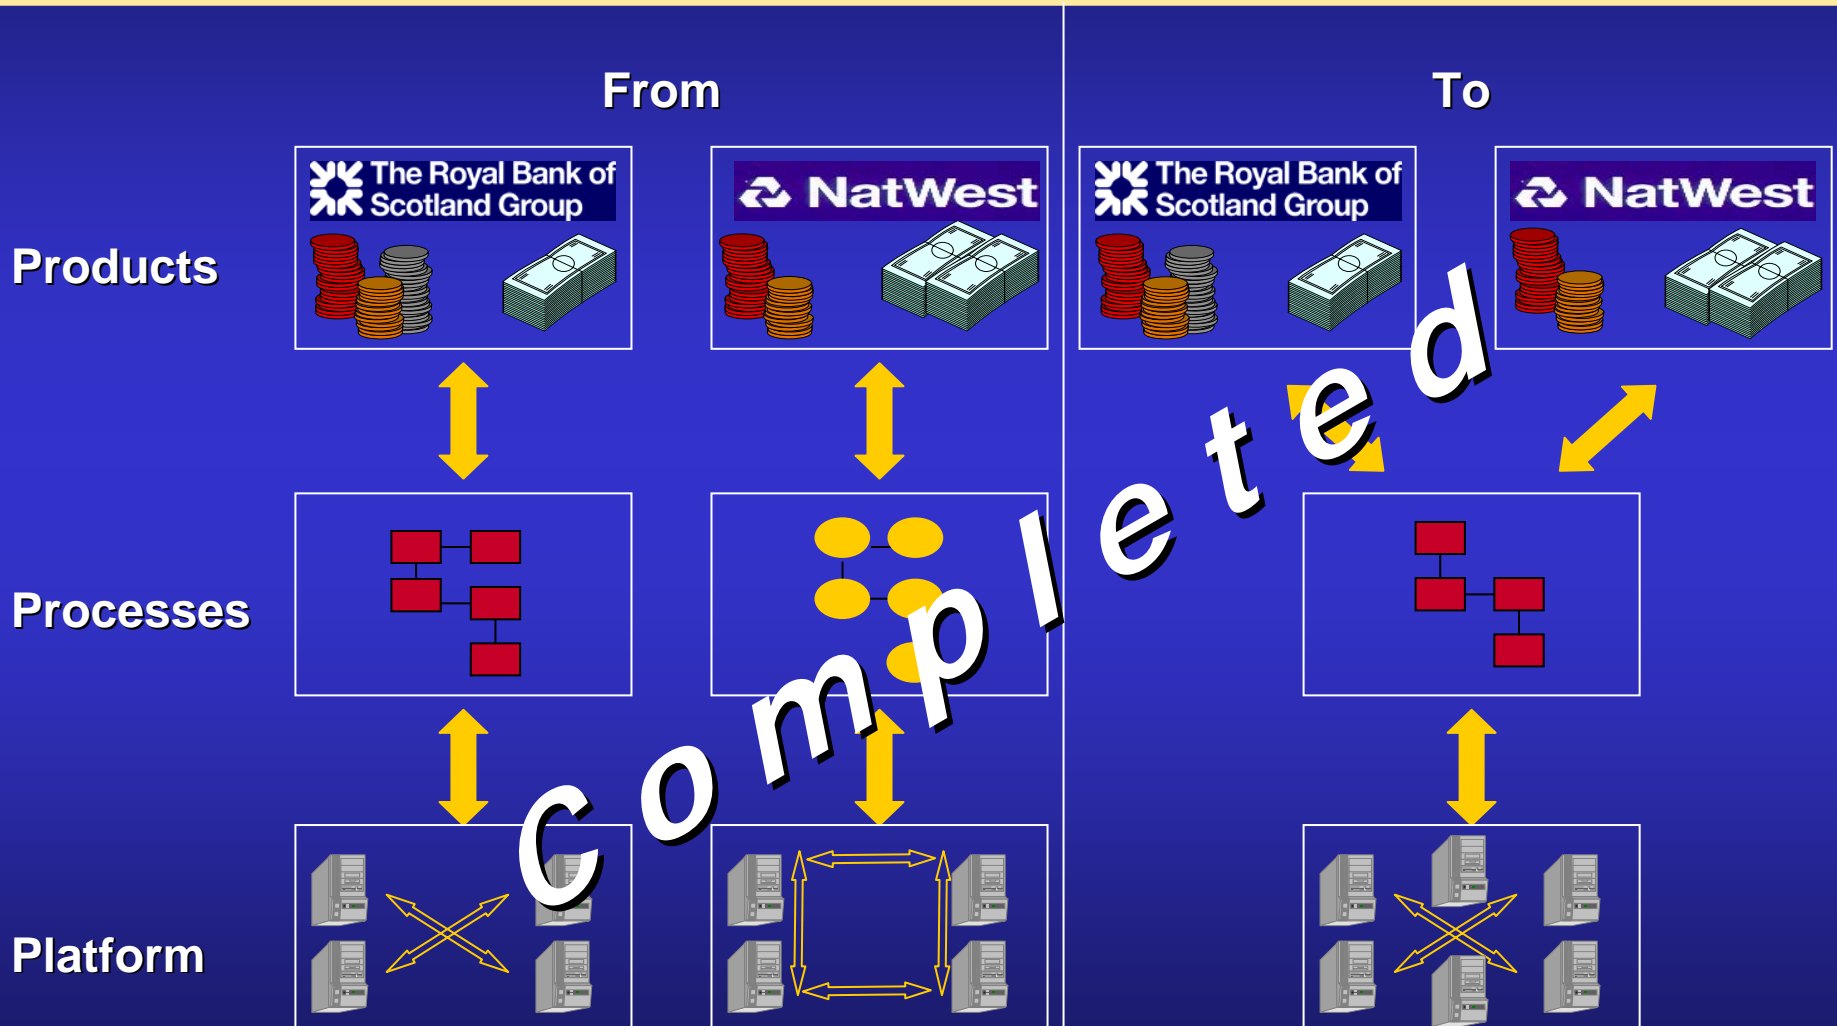 From
To
The Royal Bank of
Scotland Group
NatWest
The Royal Bank of
Scotland Group
NatWest
Products
Processes
Platform
Completed